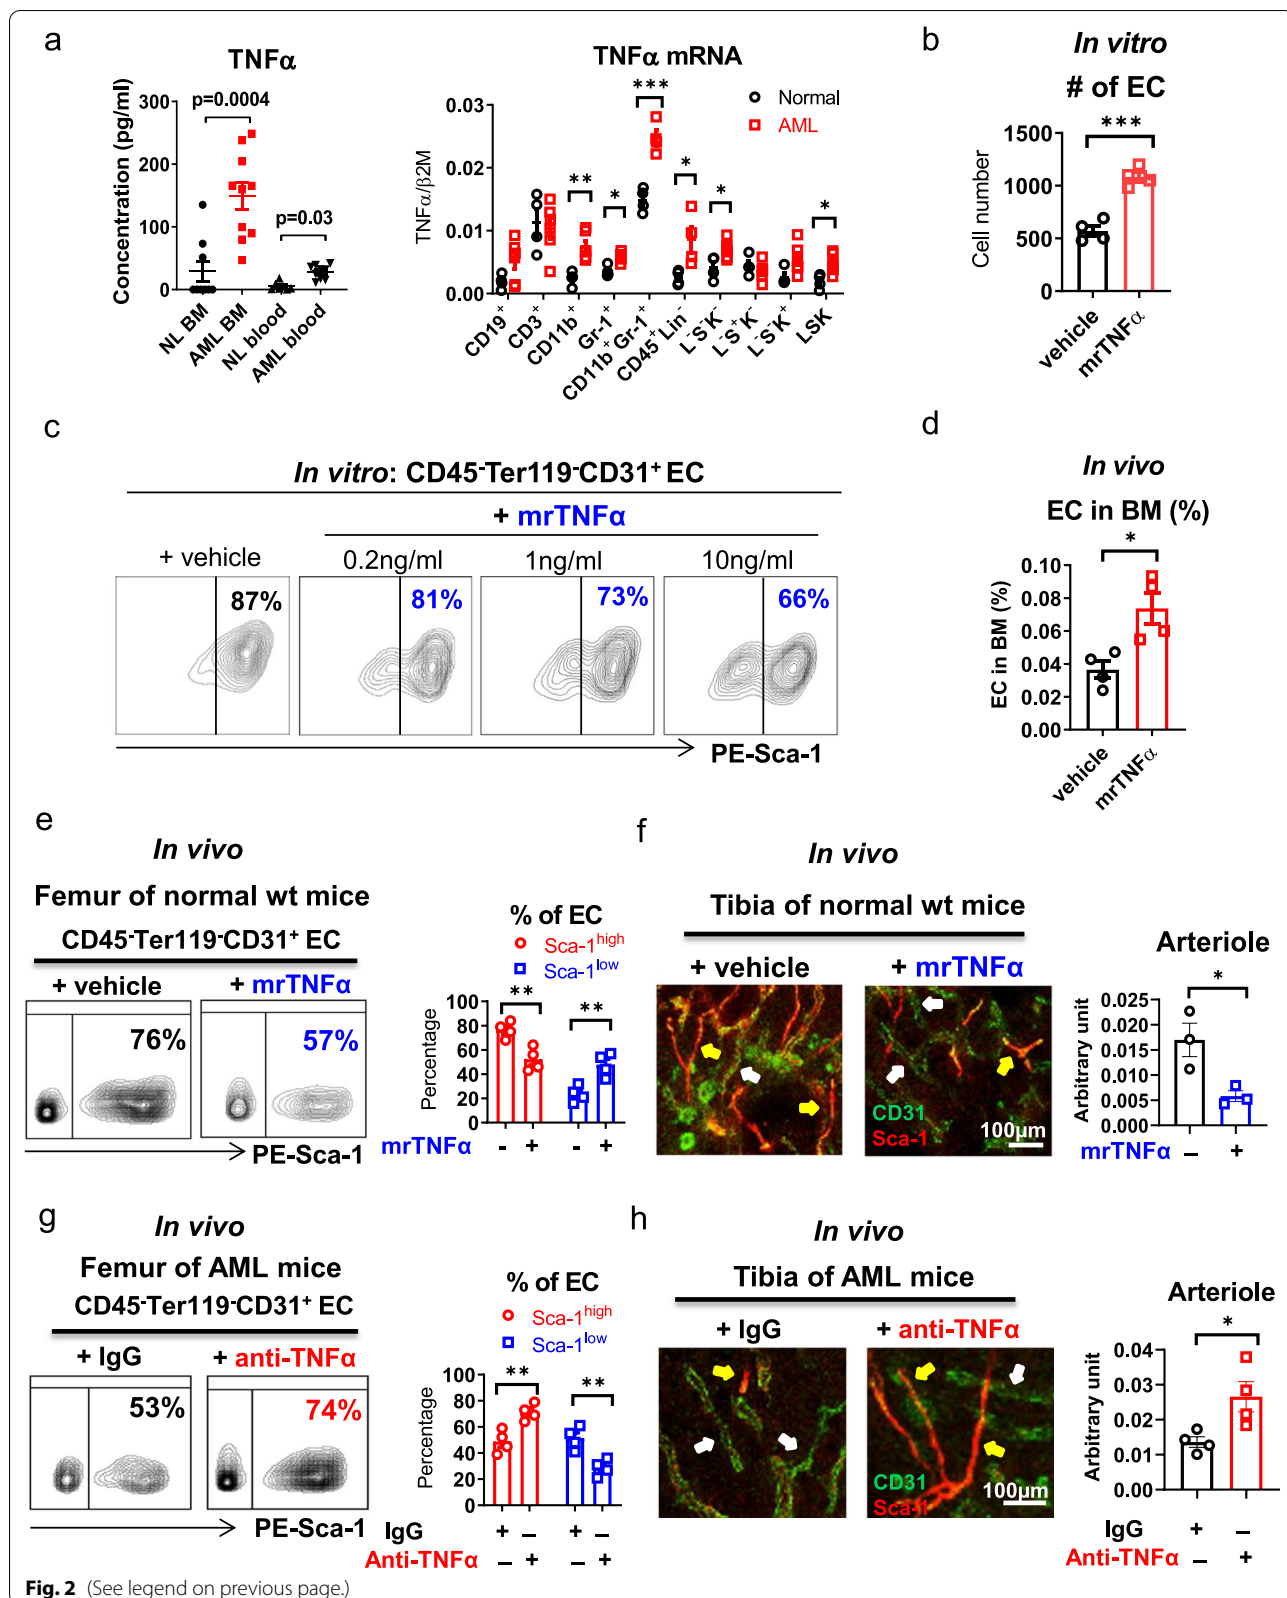 a
TNFα
Concentration (pg/ml)
300
200
100
0
p=0.0004
p=0.03
NL BM
AML BM
NL blood
AML blood
TNFα mRNA
TNFα/β2M
0.03
0.02
0.01
0.00
Normal
AML
** * *** * * *
CD19+
CD3+
CD11b+
Gr-1+
CD11b+Gr-1+
CD45+Lin-
L-S-K-
L-S+K-
L-S-K+
LSK
b
In vitro
# of EC
***
Cell number
1500
1000
500
0
vehicle
mrTNFα
c
In vitro: CD45-Ter119-CD31+ EC
+ mrTNFα
+ vehicle 0.2ng/ml 1ng/ml 10ng/ml
87% 81% 73% 66%
PE-Sca-1
d
In vivo
EC in BM (%)
*
EC in BM (%)
0.10
0.08
0.06
0.04
0.02
0.00
vehicle
mrTNFα
e
In vivo
Femur of normal wt mice
CD45-Ter119-CD31+ EC
+ vehicle + mrTNFα
76% 57%
PE-Sca-1
% of EC
Sca-1high
Sca-1low
** **
Percentage
100
80
60
40
20
0
mrTNFα - + - +
f
In vivo
Tibia of normal wt mice
+ vehicle + mrTNFα
CD31
Sca-1
100µm
Arteriole
*
Arbitrary unit
0.025
0.020
0.015
0.010
0.005
0.000
mrTNFα – +
g
In vivo
Femur of AML mice
CD45-Ter119-CD31+ EC
+ IgG + anti-TNFα
53% 74%
PE-Sca-1
% of EC
Sca-1high
Sca-1low
** **
Percentage
100
80
60
40
20
0
IgG + – + –
Anti-TNFα – + – +
h
In vivo
Tibia of AML mice
+ IgG + anti-TNFα
CD31
Sca-1
100µm
Arteriole
*
Arbitrary unit
0.04
0.03
0.02
0.01
0.00
IgG + –
Anti-TNFα – +
Fig. 2 (See legend on previous page.)